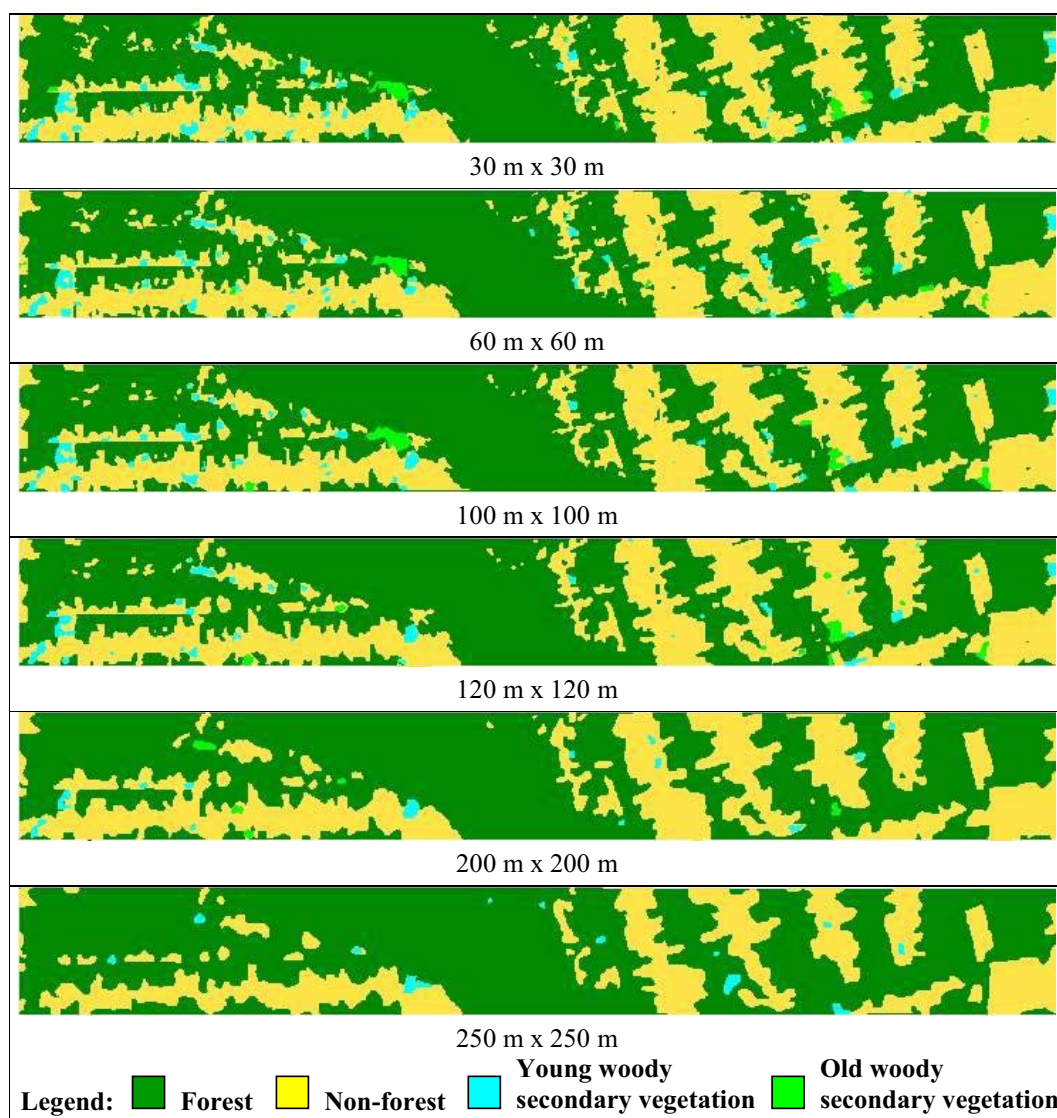 30 m x 30 m
60 m x 60 m
100 m x 100 m
120 m x 120 m
200 m x 200 m
250 m x 250 m
Legend: Forest Non-forest Young woody secondary vegetation Old woody secondary vegetation